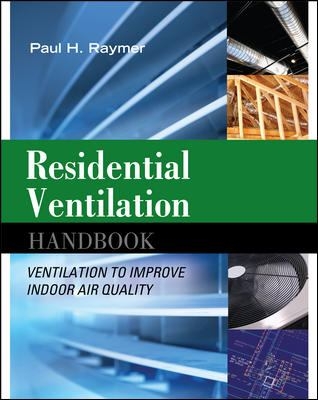 Paul H. Raymer
Residential
Ventilation
HANDBOOK
VENTILATION TO IMPROVE
INDOOR AIR QUALITY